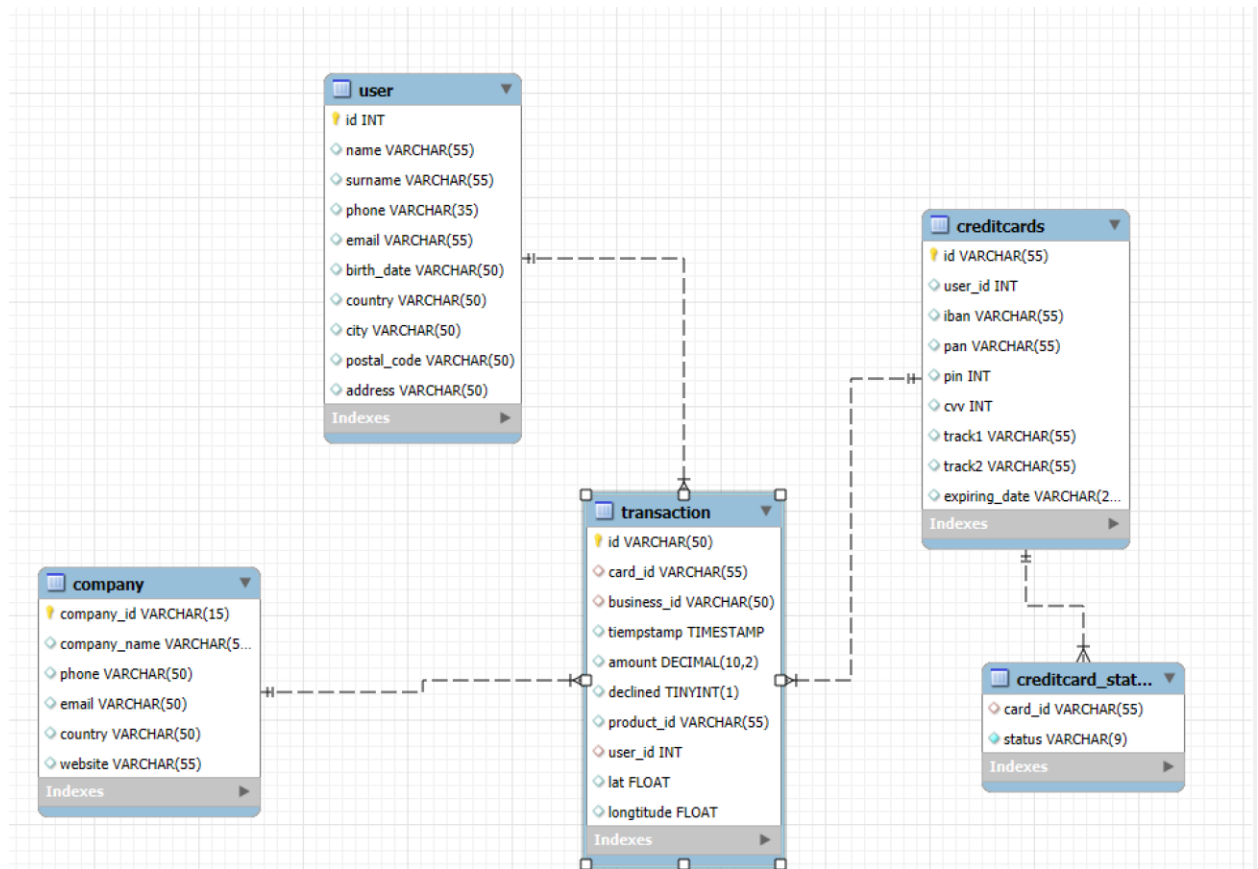 user
id INT
name VARCHAR(55)
surname VARCHAR(55)
phone VARCHAR(35)
email VARCHAR(55)
birth_date VARCHAR(50)
country VARCHAR(50)
city VARCHAR(50)
postal_code VARCHAR(50)
address VARCHAR(50)
Indexes
creditcards
id VARCHAR(55)
user_id INT
iban VARCHAR(55)
pan VARCHAR(55)
pin INT
cvv INT
track1 VARCHAR(55)
track2 VARCHAR(55)
expiring_date VARCHAR(2...
Indexes
transaction
id VARCHAR(50)
card_id VARCHAR(55)
business_id VARCHAR(50)
tiempstamp TIMESTAMP
amount DECIMAL(10,2)
declined TINYINT(1)
product_id VARCHAR(55)
user_id INT
lat FLOAT
longtitude FLOAT
Indexes
company
company_id VARCHAR(15)
company_name VARCHAR(5...
phone VARCHAR(50)
email VARCHAR(50)
country VARCHAR(50)
website VARCHAR(55)
Indexes
creditcard_stat...
card_id VARCHAR(55)
status VARCHAR(9)
Indexes